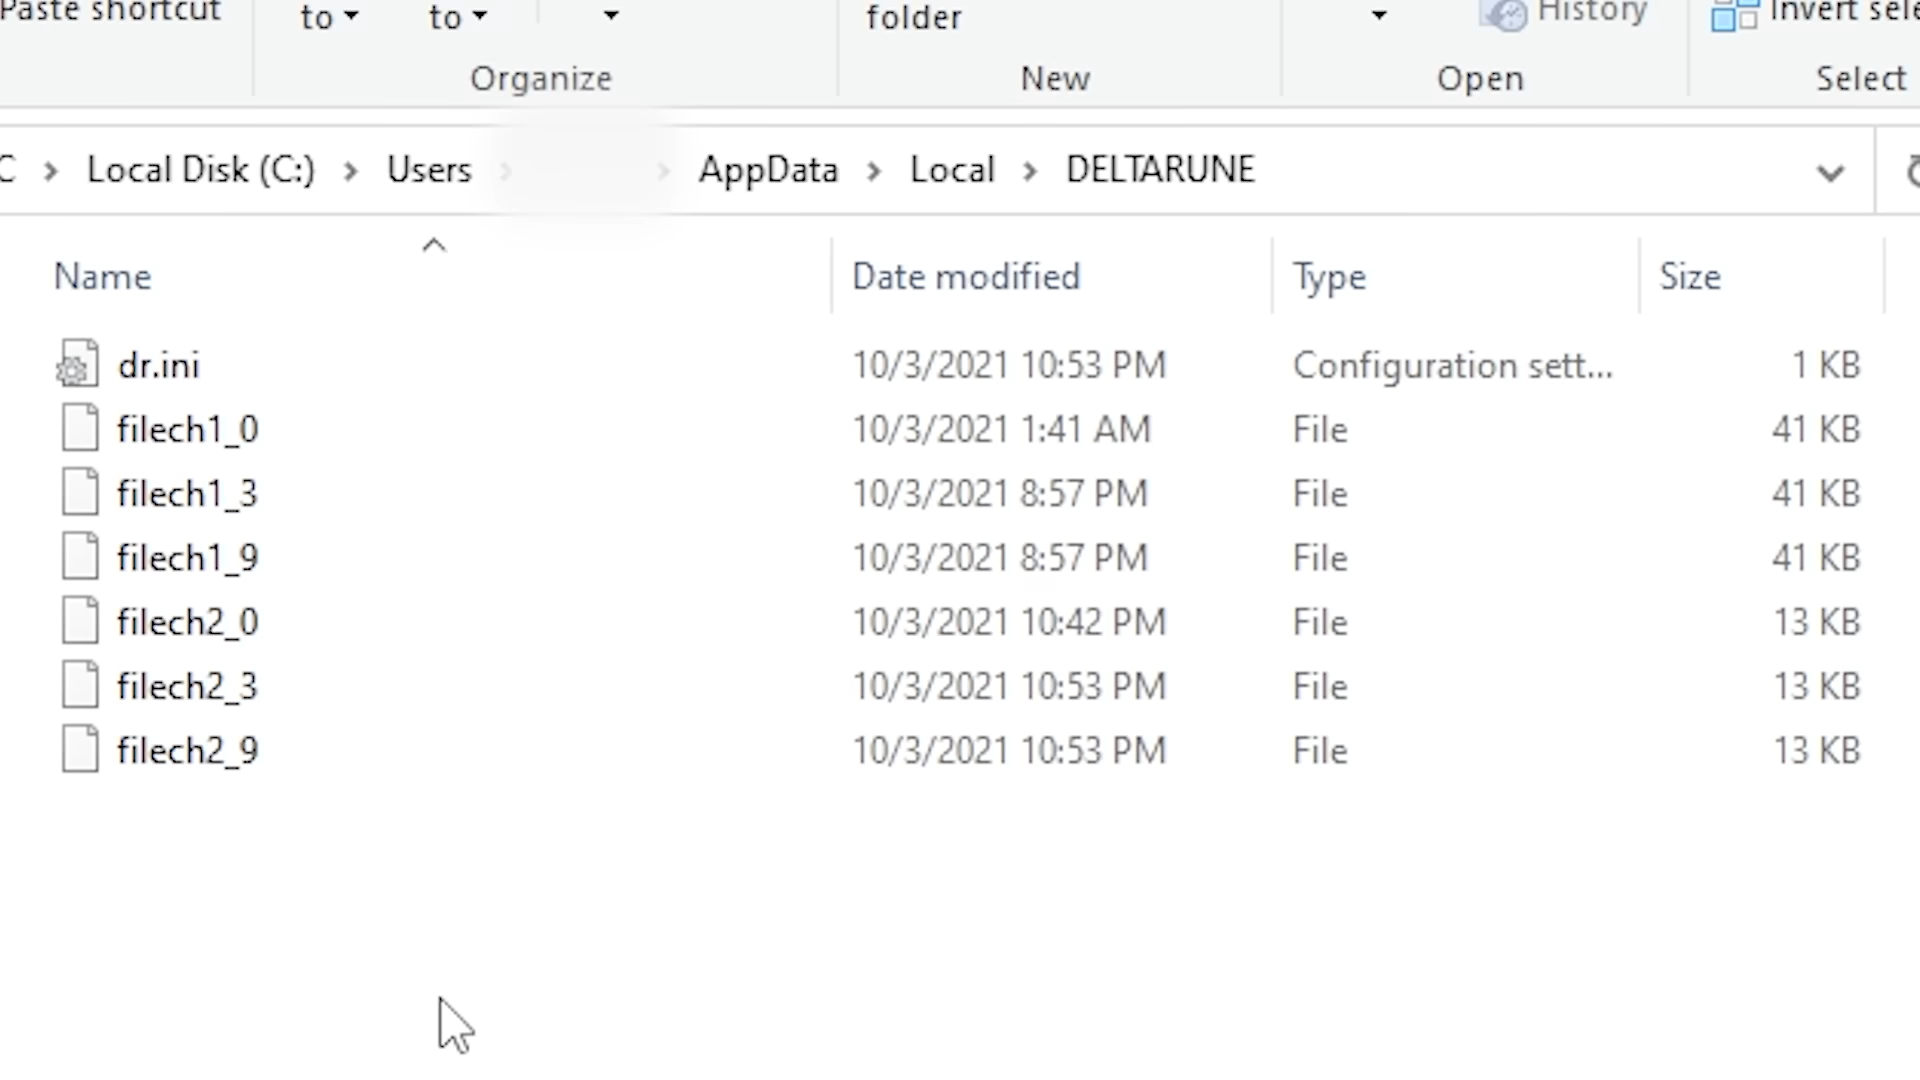 Paste shortcut
to to folder History Invert sele
Organize New Open Select
C > Local Disk (C:) > Users > > AppData > Local > DELTARUNE
Name Date modified Type Size
dr.ini 10/3/2021 10:53 PM Configuration sett... 1 KB
filech1_0 10/3/2021 1:41 AM File 41 KB
filech1_3 10/3/2021 8:57 PM File 41 KB
filech1_9 10/3/2021 8:57 PM File 41 KB
filech2_0 10/3/2021 10:42 PM File 13 KB
filech2_3 10/3/2021 10:53 PM File 13 KB
filech2_9 10/3/2021 10:53 PM File 13 KB